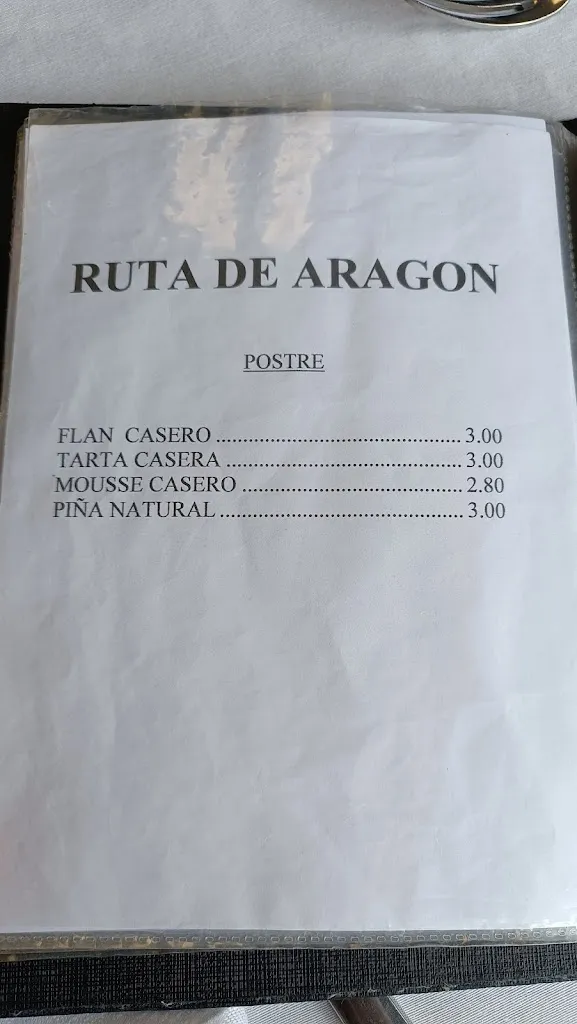 RUTA DE ARAGON
POSTRE
FLAN CASERO ........................................... 3.00
TARTA CASERA ......................................... 3.00
MOUSSE CASERO ...................................... 2.80
PIÑA NATURAL .......................................... 3.00